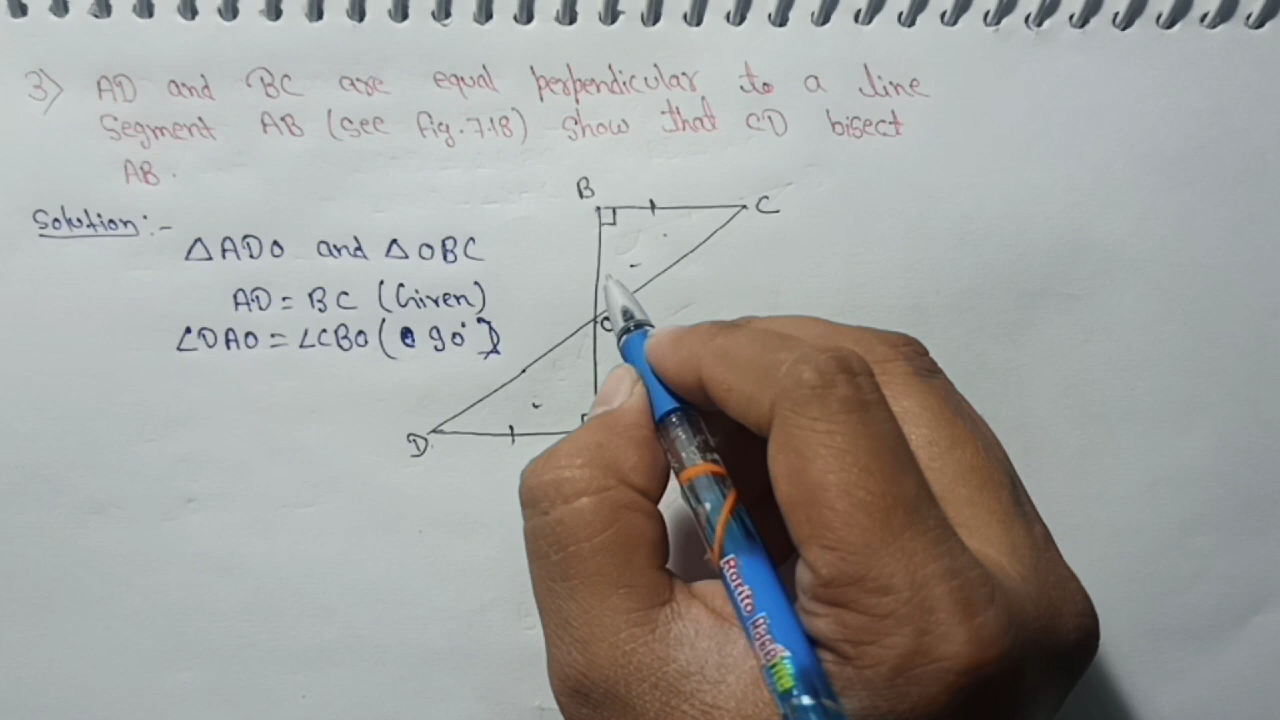 3) AD and BC are equal perpendicular to a line
Segment AB (see fig. 7.18) show that CD bisect
AB.
Solution:-
△ADO and △OBC
AD = BC (Given)
∠DAO = ∠CBO ( 90°)
B
C
O
D
Rorito